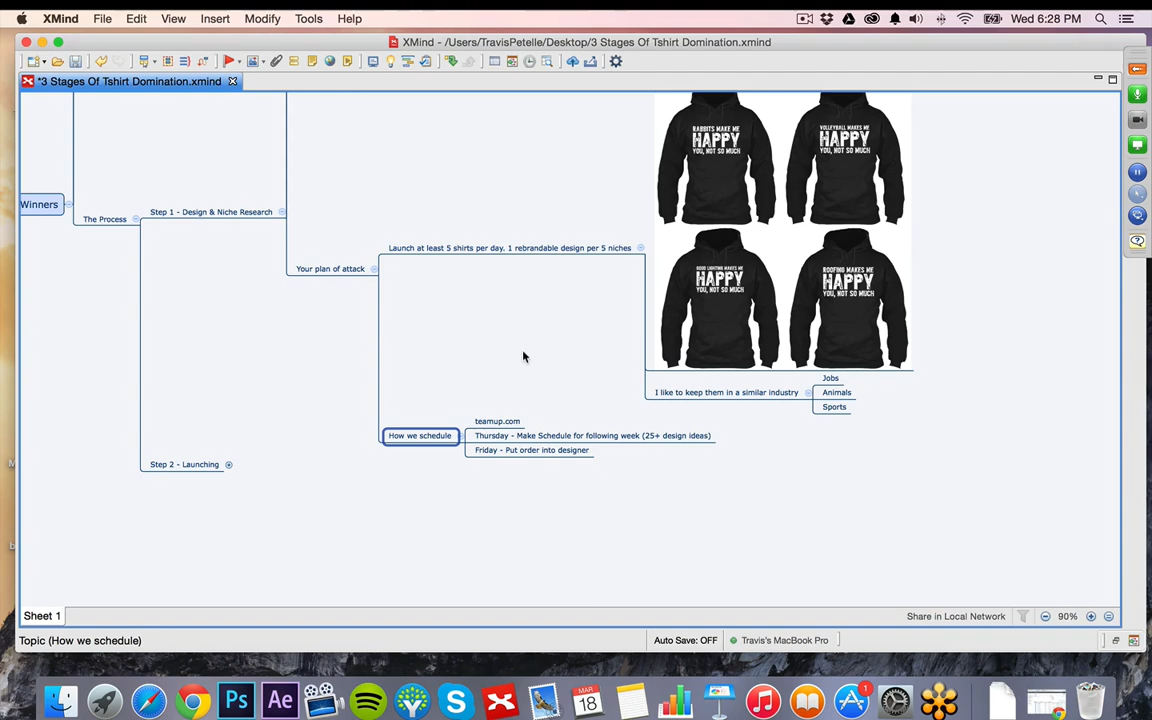 XMind File Edit View Insert Modify Tools Help Wed 6:28 PM
XMind - /Users/TravisPetelle/Desktop/3 Stages Of Tshirt Domination.xmind
*3 Stages Of Tshirt Domination.xmind
RABBITS MAKE ME
HAPPY
YOU, NOT SO MUCH
VOLLEYBALL MAKES ME
HAPPY
YOU, NOT SO MUCH
Winners
The Process
Step 1 - Design & Niche Research
Launch at least 5 shirts per day. 1 rebrandable design per 5 niches
Your plan of attack
GOOD LIGHTING MAKES ME
HAPPY
YOU, NOT SO MUCH
ROOFING MAKES ME
HAPPY
YOU, NOT SO MUCH
Jobs
I like to keep them in a similar industry
Animals
Sports
teamup.com
How we schedule
Thursday - Make Schedule for following week (25+ design ideas)
Friday - Put order into designer
Step 2 - Launching
Sheet 1
Share in Local Network
90%
Topic (How we schedule)
Auto Save: OFF
Travis's MacBook Pro
Ps
Ae
MAR
18
1